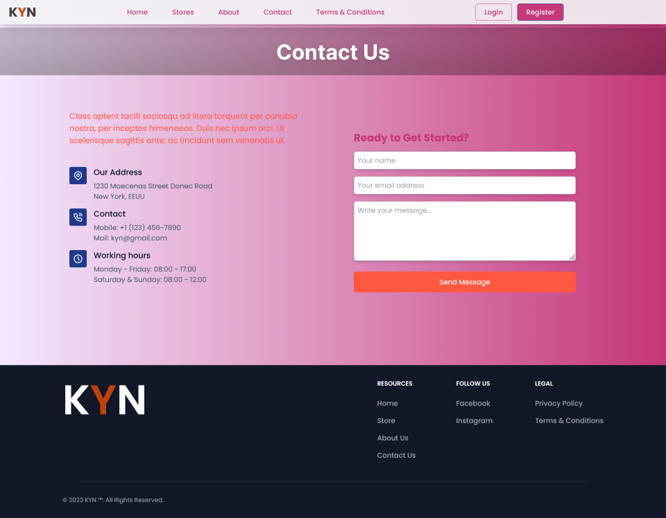 KYN
Home
Stores
About
Contact
Terms & Conditions
Login
Register
Contact Us
Class aptent taciti sociosqu ad litora torquent per conubia
nostra, per inceptos himenaeos. Duis nec ipsum orci. Ut
scelerisque sagittis ante, ac tincidunt sem venenatis ut.
Our Address
1230 Maecenas Street Donec Road
New York, EEUU
Contact
Mobile: +1 (123) 456-7890
Mail: kyn@gmail.com
Working hours
Monday - Friday: 08:00 - 17:00
Saturday & Sunday: 08:00 - 12:00
Ready to Get Started?
Your name
Your email address
Write your message...
Send Message
KYN
RESOURCES
Home
Store
About Us
Contact Us
FOLLOW US
Facebook
Instagram
LEGAL
Privacy Policy
Terms & Conditions
© 2023 KYN ™. All Rights Reserved.